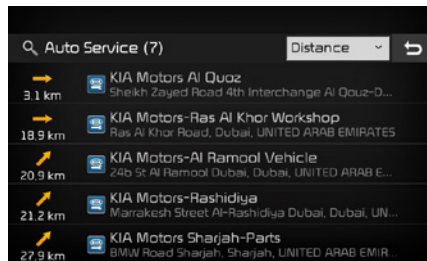 Auto Service (7)
Distance
KIA Motors Al Quoz
3,1 km
Sheikh Zayed Road 4th Interchange Al Qouz-D...
KIA Motors-Ras Al Khor Workshop
18,9 km
Ras Al Khor Road, Dubai, UNITED ARAB EMIRATES
KIA Motors-Al Ramool Vehicle
20,9 km
24b St Al Ramool Dubai, Dubai, UNITED ARAB E...
KIA Motors-Rashidiya
21,2 km
Marrakesh Street Al-Rashidiya Dubai, Dubai, UN...
KIA Motors Sharjah-Parts
27,9 km
BMW Road Sharjah, Sharjah, UNITED ARAB EMIR...